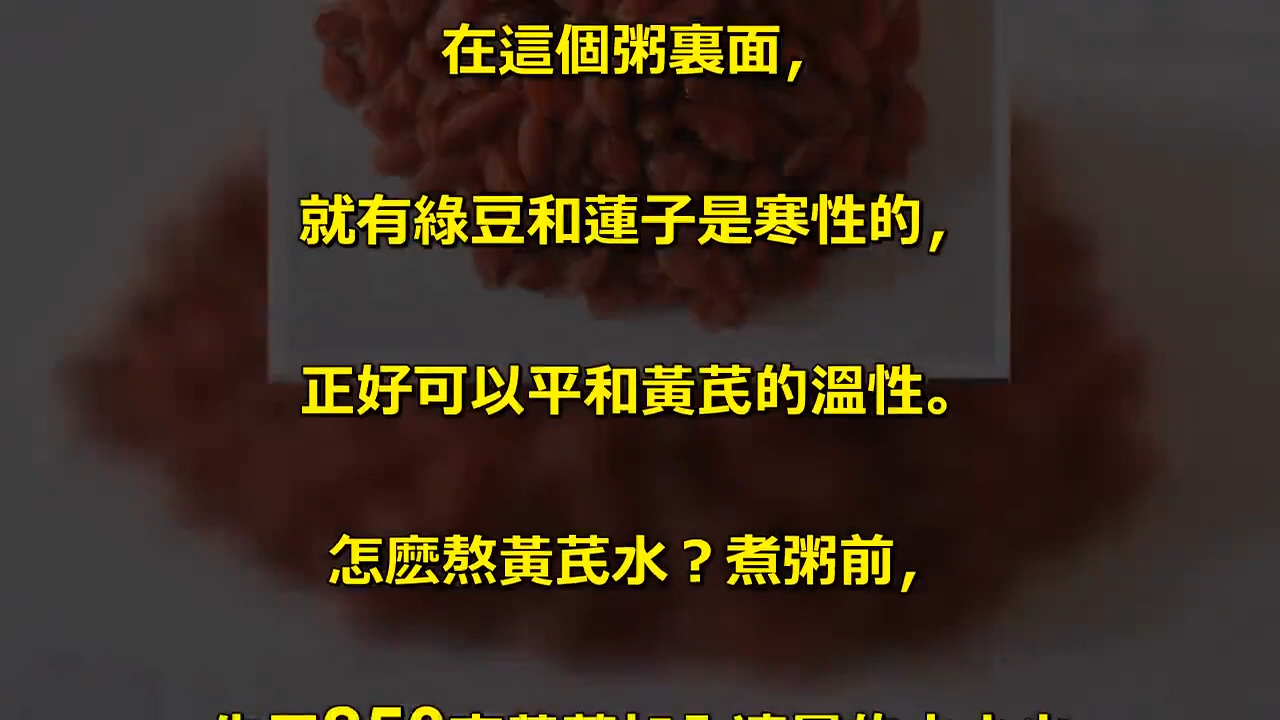 在這個粥裏面，
就有綠豆和蓮子是寒性的，
正好可以平和黃芪的溫性。
怎麽熬黃芪水？煮粥前，